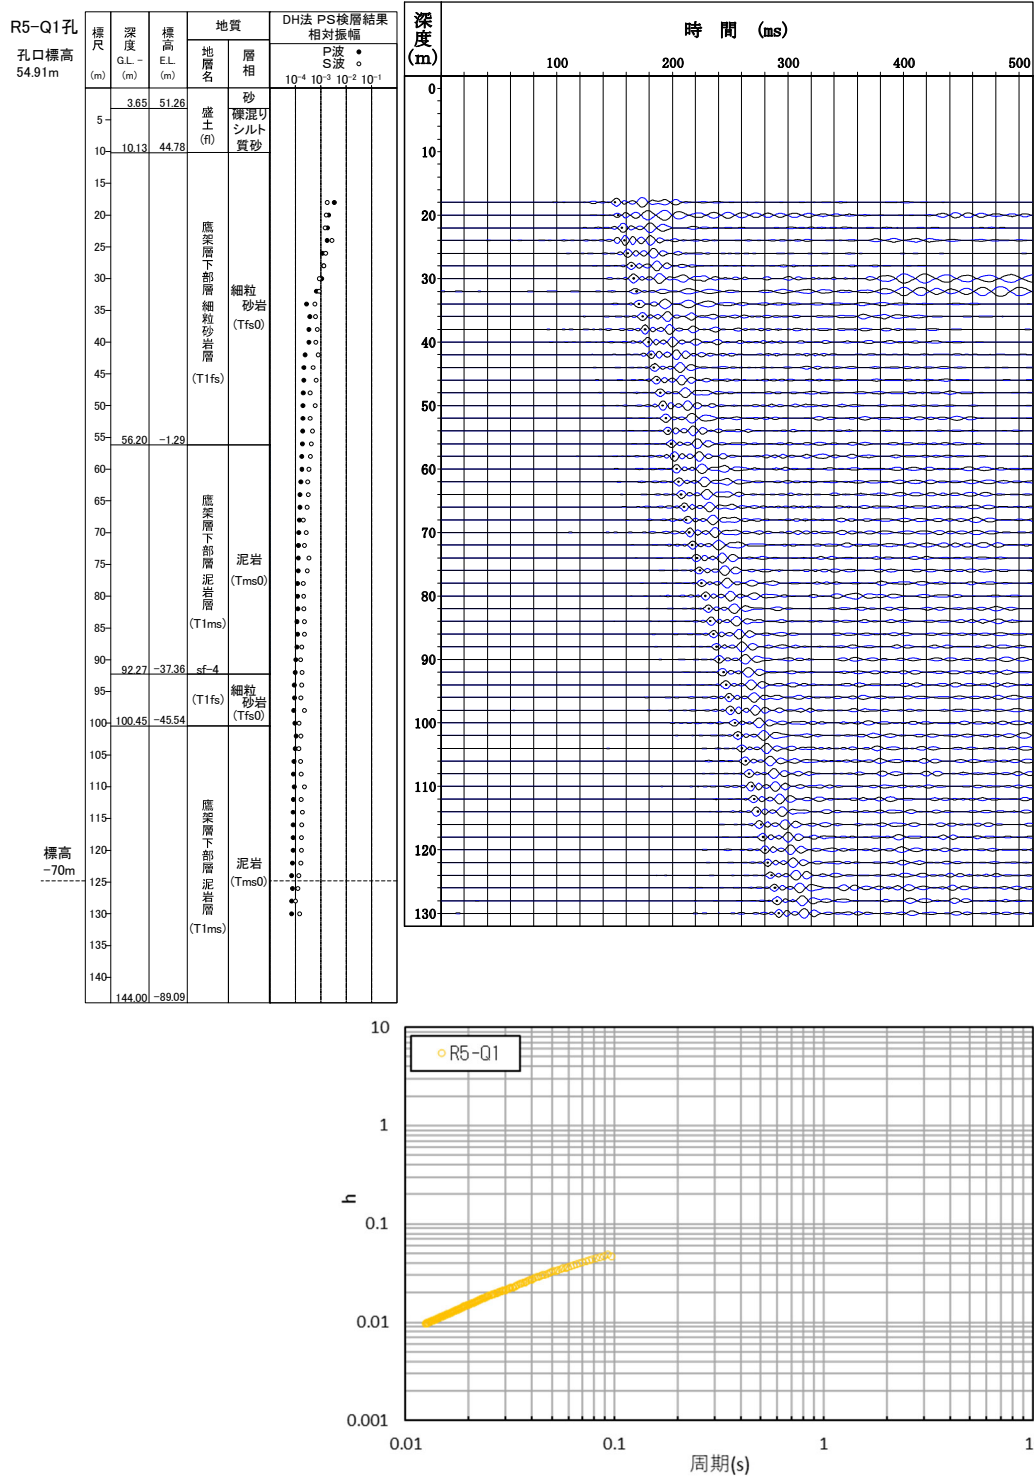 R5-Q1孔
孔口標高
54.91m
標尺
(m)
深度
G.L.-
(m)
標高
E.L.
(m)
地質
地層名
層相
DH法 PS検層結果
相対振幅
P波 ●
S波 ○
10⁻⁴ 10⁻³ 10⁻² 10⁻¹
5
10
15
20
25
30
35
40
45
50
55
60
65
70
75
80
85
90
95
100
105
110
115
120
125
130
135
140
3.65 51.26
10.13 44.78
56.20 -1.29
92.27 -37.36 sf-4
100.45 -45.54
144.00 -89.09
盛土
(fl)
砂
礫混り
シルト
質砂
鷹架層下部層 細粒砂岩層
(T1fs)
細粒
砂岩
(Tfs0)
鷹架層下部層 泥岩層
(T1ms)
泥岩
(Tms0)
(T1fs)
細粒
砂岩
(Tfs0)
鷹架層下部層 泥岩層
(T1ms)
泥岩
(Tms0)
標高
-70m
深度
(m)
時 間 (ms)
100 200 300 400 500
0
10
20
30
40
50
60
70
80
90
100
110
120
130
R5-Q1
10
1
0.1
0.01
0.001
h
0.01 0.1 1 1
周期(s)